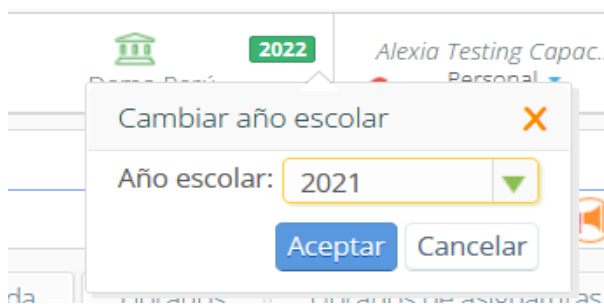 2022
Alexia Testing Capac...
Personal
Cambiar año escolar
Año escolar: 2021
Aceptar Cancelar